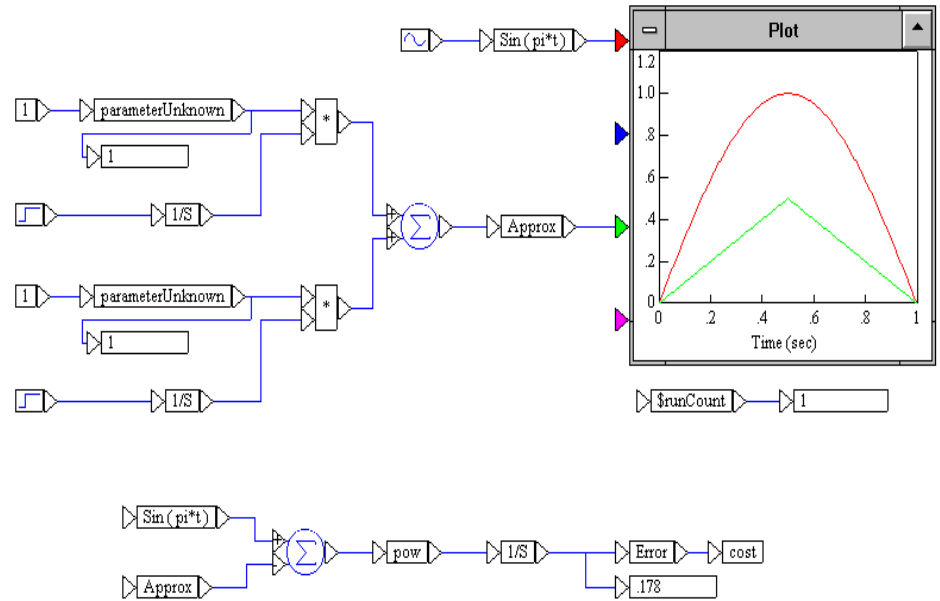 Plot
Sin(pi*t)
1.2
1.0
.8
.6
.4
.2
0
0 .2 .4 .6 .8 1
Time (sec)
1 parameterUnknown *
1
1/S
Σ Approx
1 parameterUnknown *
1
1/S
$runCount 1
Sin(pi*t)
Σ pow 1/S Error cost
Approx .178